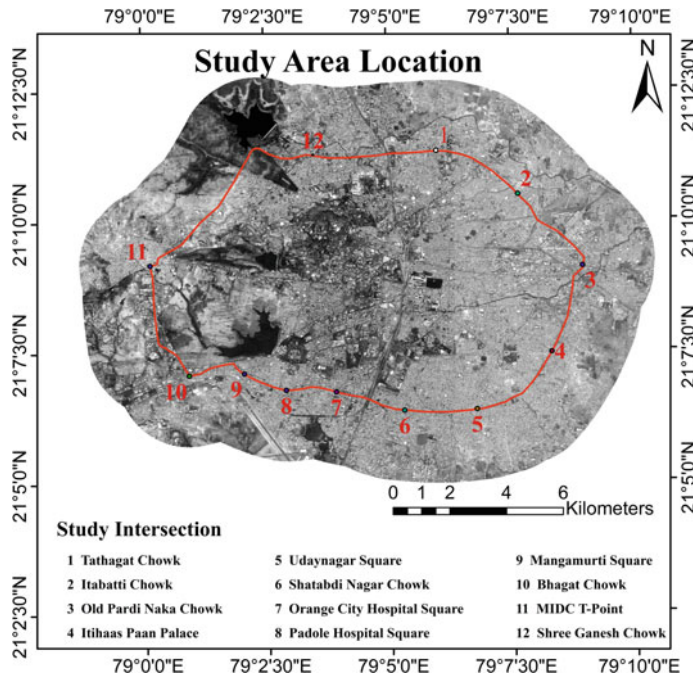 79°0'0"E 79°2'30"E 79°5'0"E 79°7'30"E 79°10'0"E
Study Area Location
N
21°12'30"N 21°12'30"N
12 1
2
21°10'0"N 21°10'0"N
11 3
21°7'30"N 21°7'30"N
4
10 9 8 7 6 5
21°5'0"N 21°5'0"N
0 1 2 4 6
Kilometers
Study Intersection
1 Tathagat Chowk 5 Udaynagar Square 9 Mangamurti Square
2 Itabatti Chowk 6 Shatabdi Nagar Chowk 10 Bhagat Chowk
3 Old Pardi Naka Chowk 7 Orange City Hospital Square 11 MIDC T-Point
4 Itihaas Paan Palace 8 Padole Hospital Square 12 Shree Ganesh Chowk
21°2'30"N 21°2'30"N
79°0'0"E 79°2'30"E 79°5'0"E 79°7'30"E 79°10'0"E